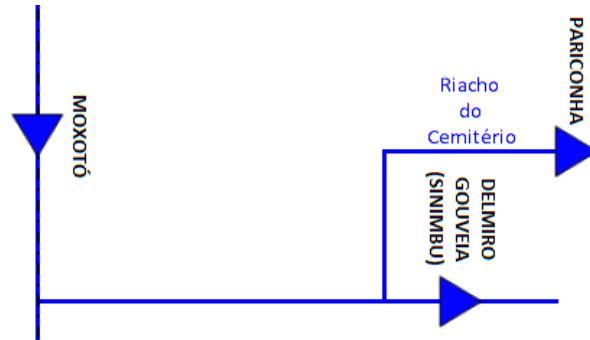 PARICONHA
Riacho
do
Cemitério
MOXOTÓ
DELMIRO
GOUVEIA
(SINIMBU)